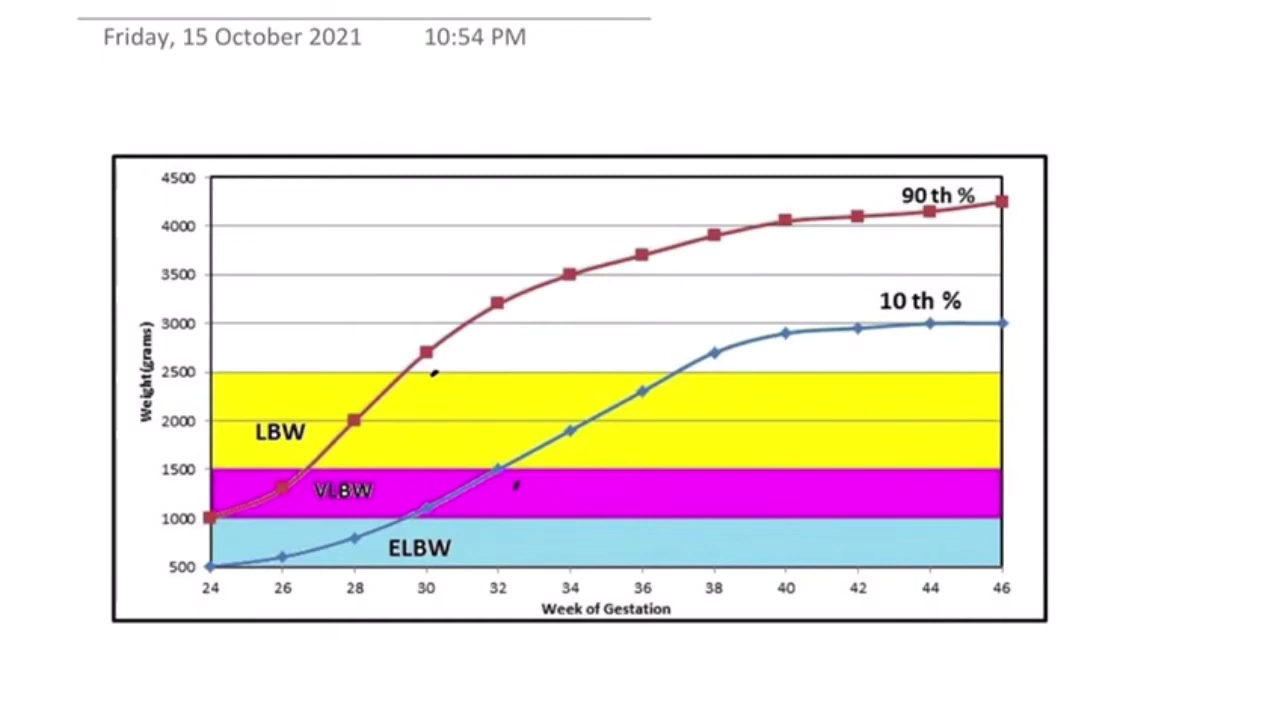 Friday, 15 October 2021 10:54 PM
4500
4000
3500
3000
2500
2000
1500
1000
500
Weight(grams)
90 th %
10 th %
LBW
VLBW
ELBW
24 26 28 30 32 34 36 38 40 42 44 46
Week of Gestation